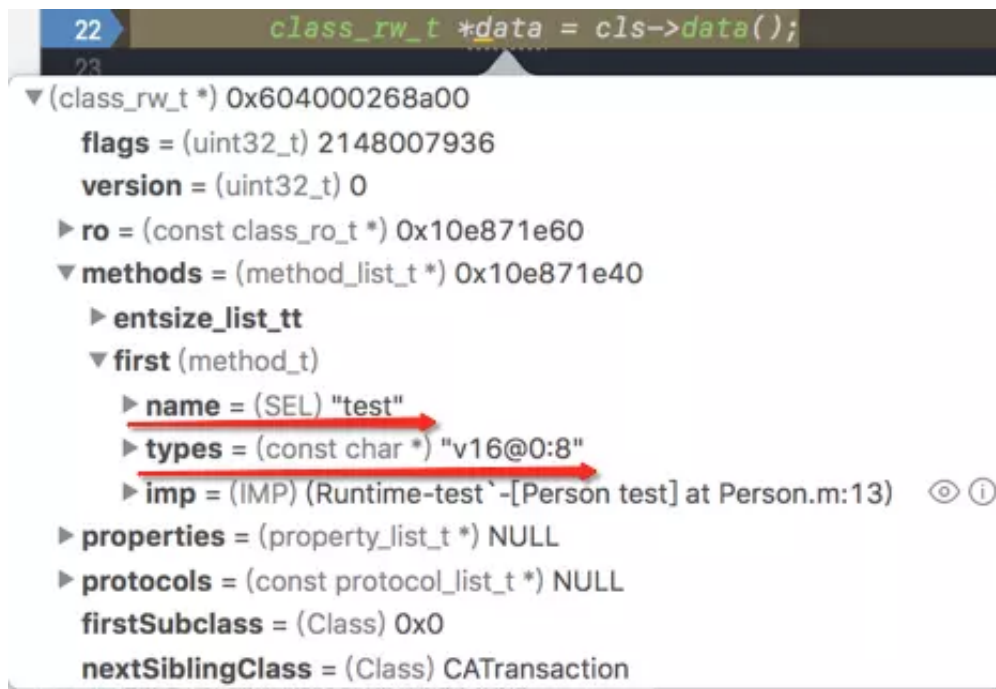 22 class_rw_t *data = cls->data();
23
▼(class_rw_t *) 0x604000268a00
flags = (uint32_t) 2148007936
version = (uint32_t) 0
▶ro = (const class_ro_t *) 0x10e871e60
▼methods = (method_list_t *) 0x10e871e40
▶entsize_list_tt
▼first (method_t)
▶name = (SEL) "test"
▶types = (const char *) "v16@0:8"
▶imp = (IMP) (Runtime-test`-[Person test] at Person.m:13)
▶properties = (property_list_t *) NULL
▶protocols = (const protocol_list_t *) NULL
firstSubclass = (Class) 0x0
nextSiblingClass = (Class) CATransaction